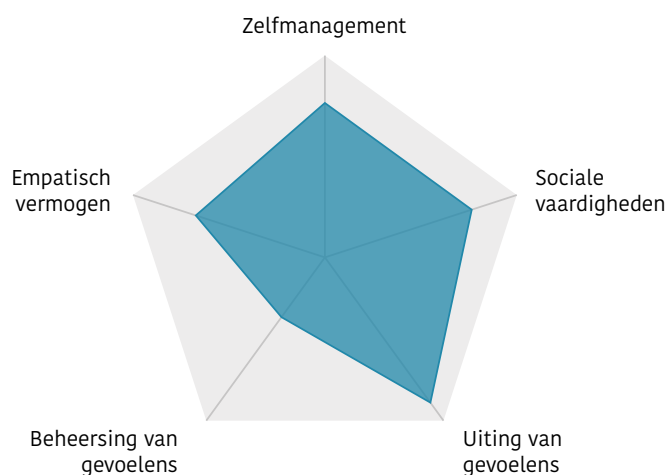 Zelfmanagement
Empatisch
vermogen
Sociale
vaardigheden
Beheersing van
gevoelens
Uiting van
gevoelens